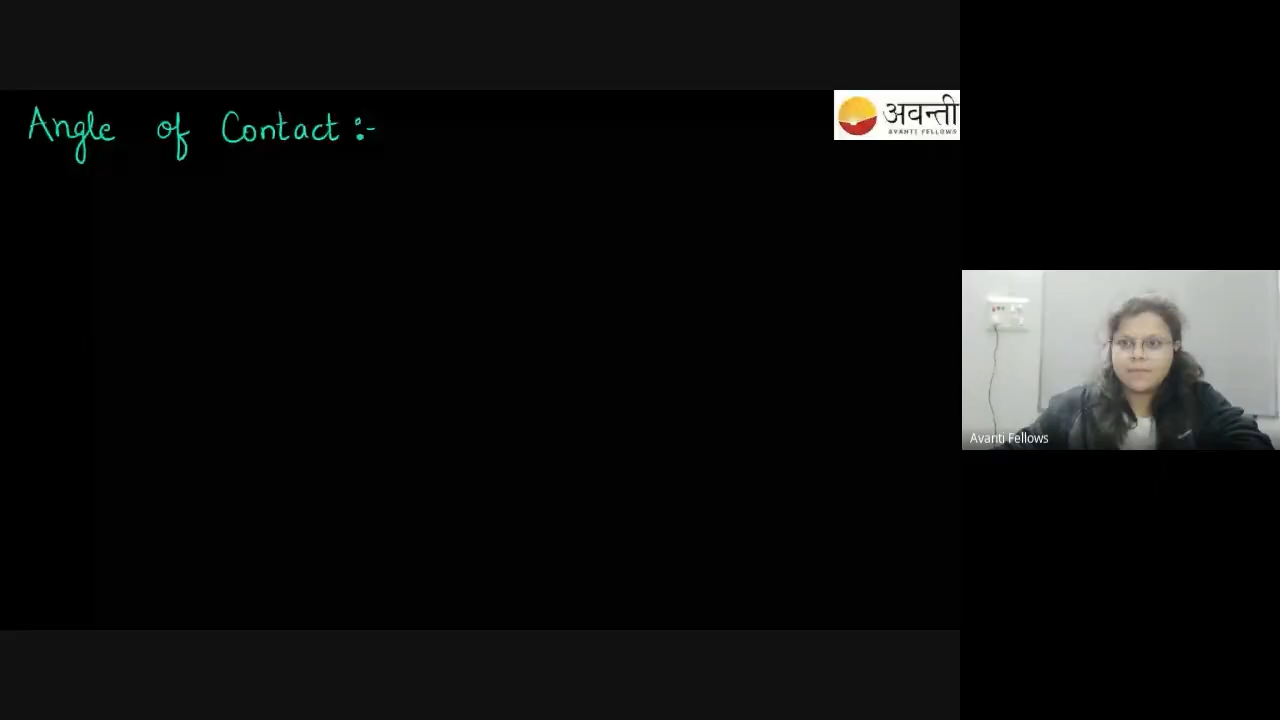 Angle of Contact :-
अवन्ती
AVANTI FELLOWS
Avanti Fellows